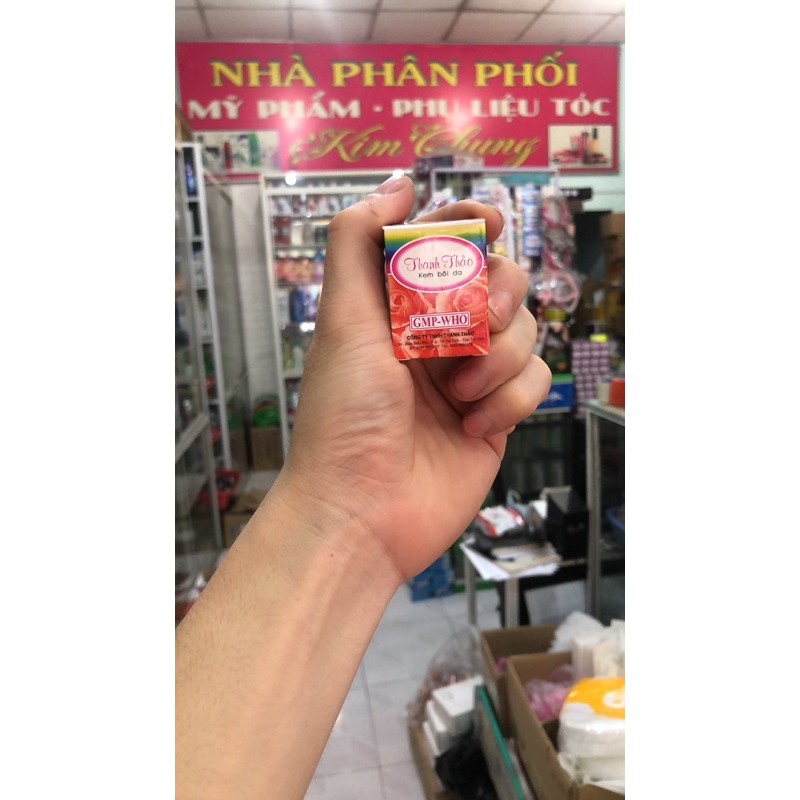 NHÀ PHÂN PHỐI
MỸ PHẨM · PHỤ LIỆU TÓC
Kim Chung
Thanh Thảo
Kem bôi da
GMP-WHO
CÔNG TY TNHH THANH THẢO